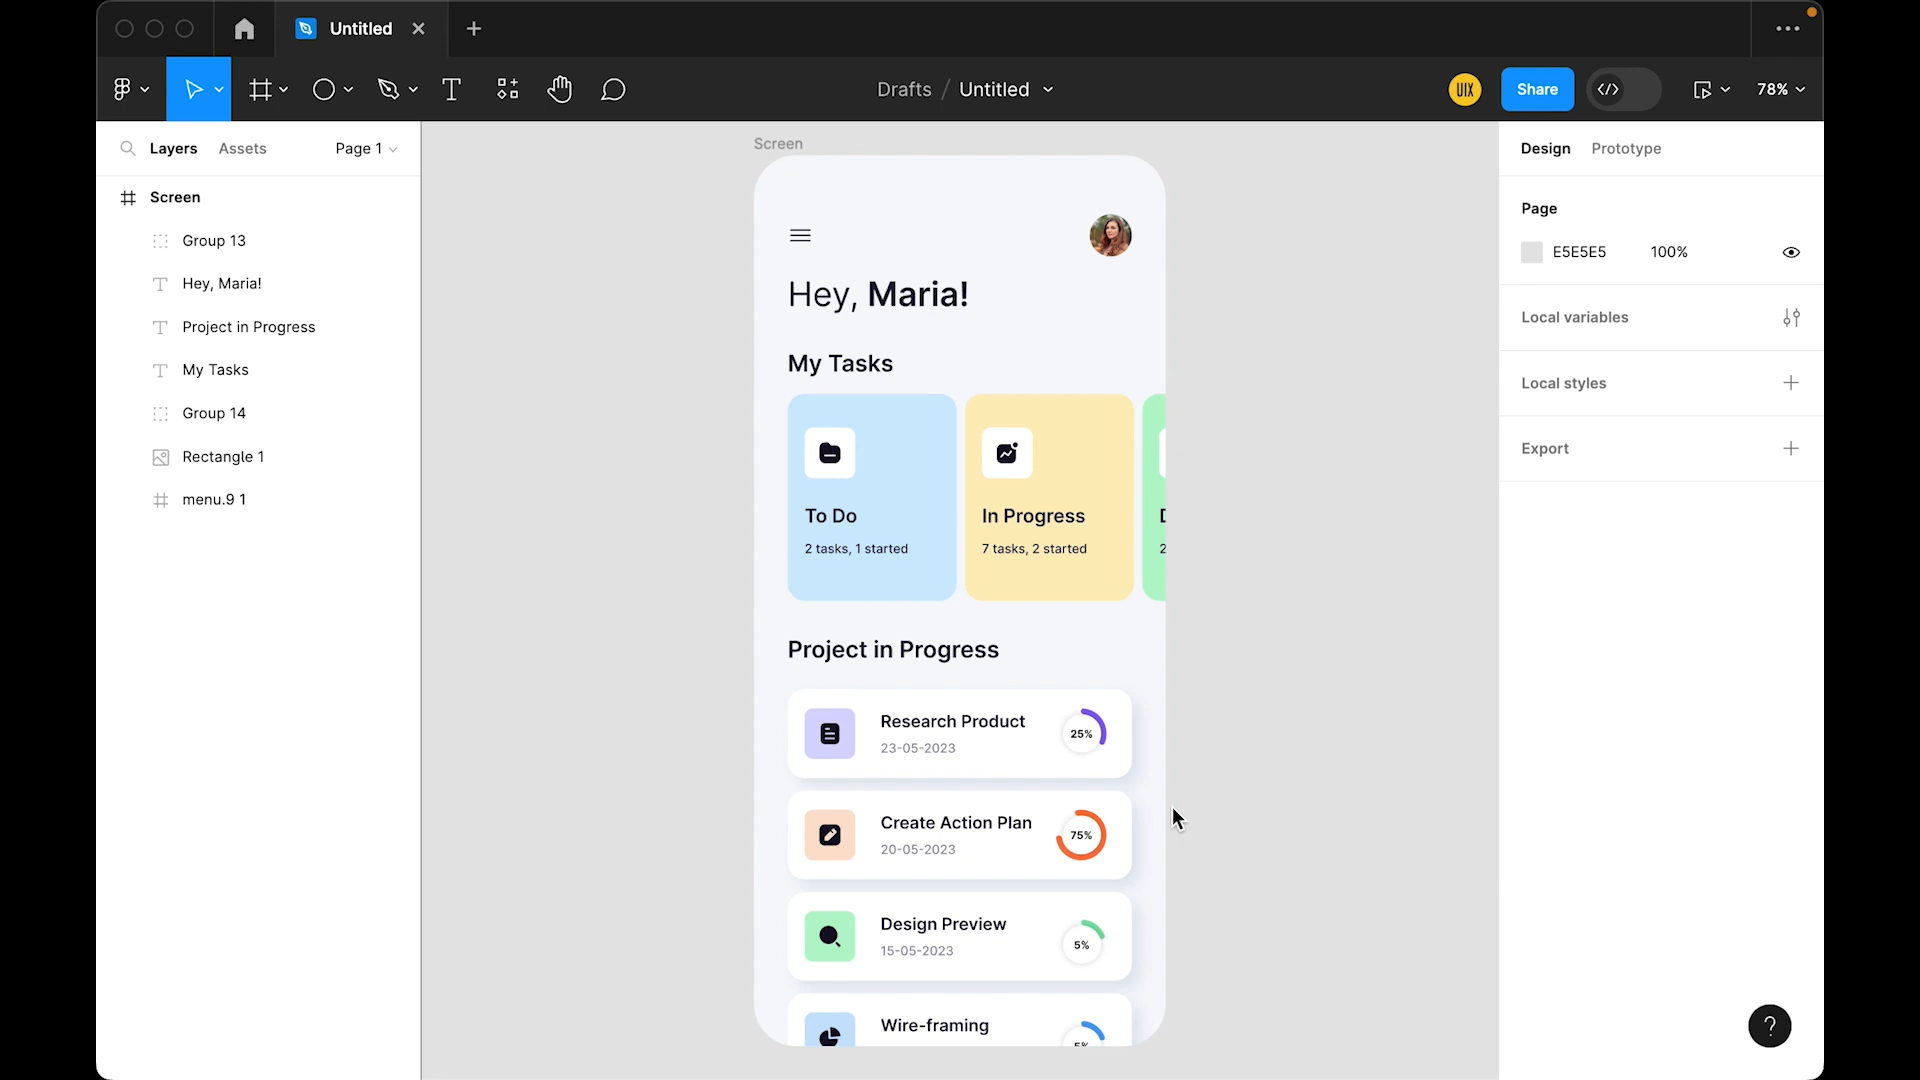 Untitled
Drafts / Untitled
UIX
Share
78%
Layers
Assets
Page 1
Screen
Group 13
Hey, Maria!
Project in Progress
My Tasks
Group 14
Rectangle 1
menu.9 1
Screen
Hey, Maria!
My Tasks
To Do
2 tasks, 1 started
In Progress
7 tasks, 2 started
2
Project in Progress
Research Product
23-05-2023
25%
Create Action Plan
20-05-2023
75%
Design Preview
15-05-2023
5%
Wire-framing
5%
Design
Prototype
Page
E5E5E5
100%
Local variables
Local styles
Export
?